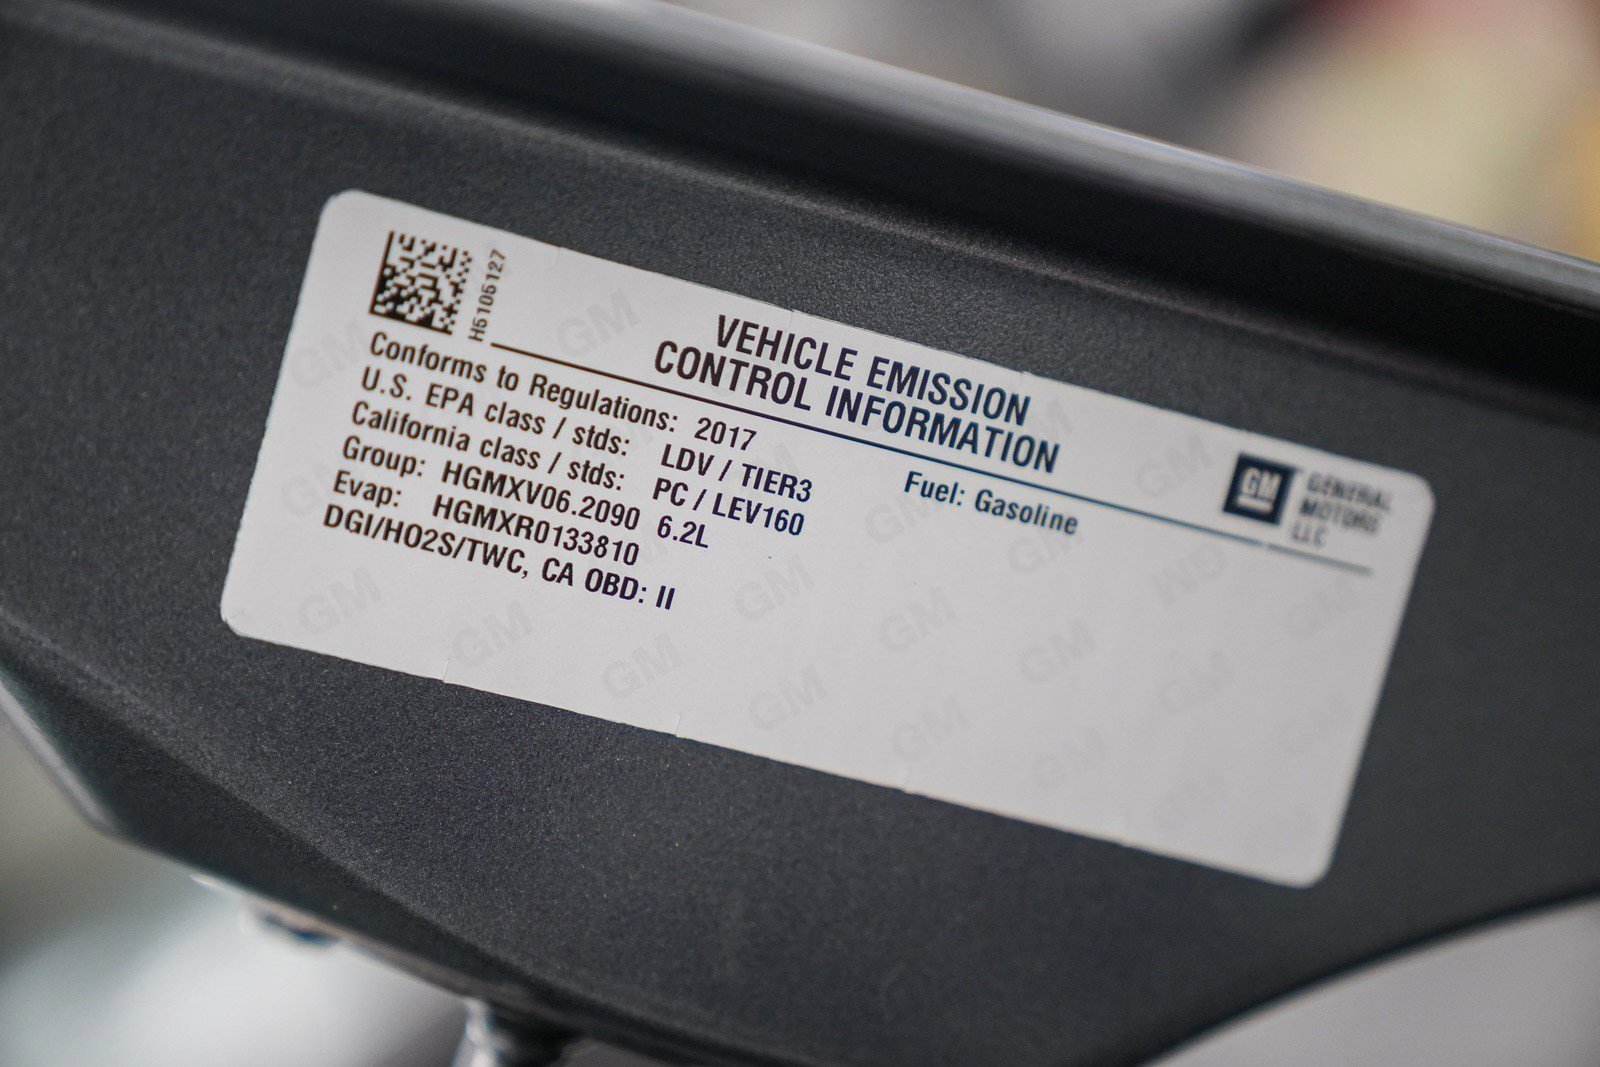 H5105127
VEHICLE EMISSION
CONTROL INFORMATION
GM
GENERAL
MOTORS
LLC
Conforms to Regulations: 2017
U.S. EPA class / stds: LDV / TIER3
Fuel: Gasoline
California class / stds: PC / LEV160
Group: HGMXV06.2090 6.2L
Evap: HGMXR0133810
DGI/HO2S/TWC, CA OBD: II